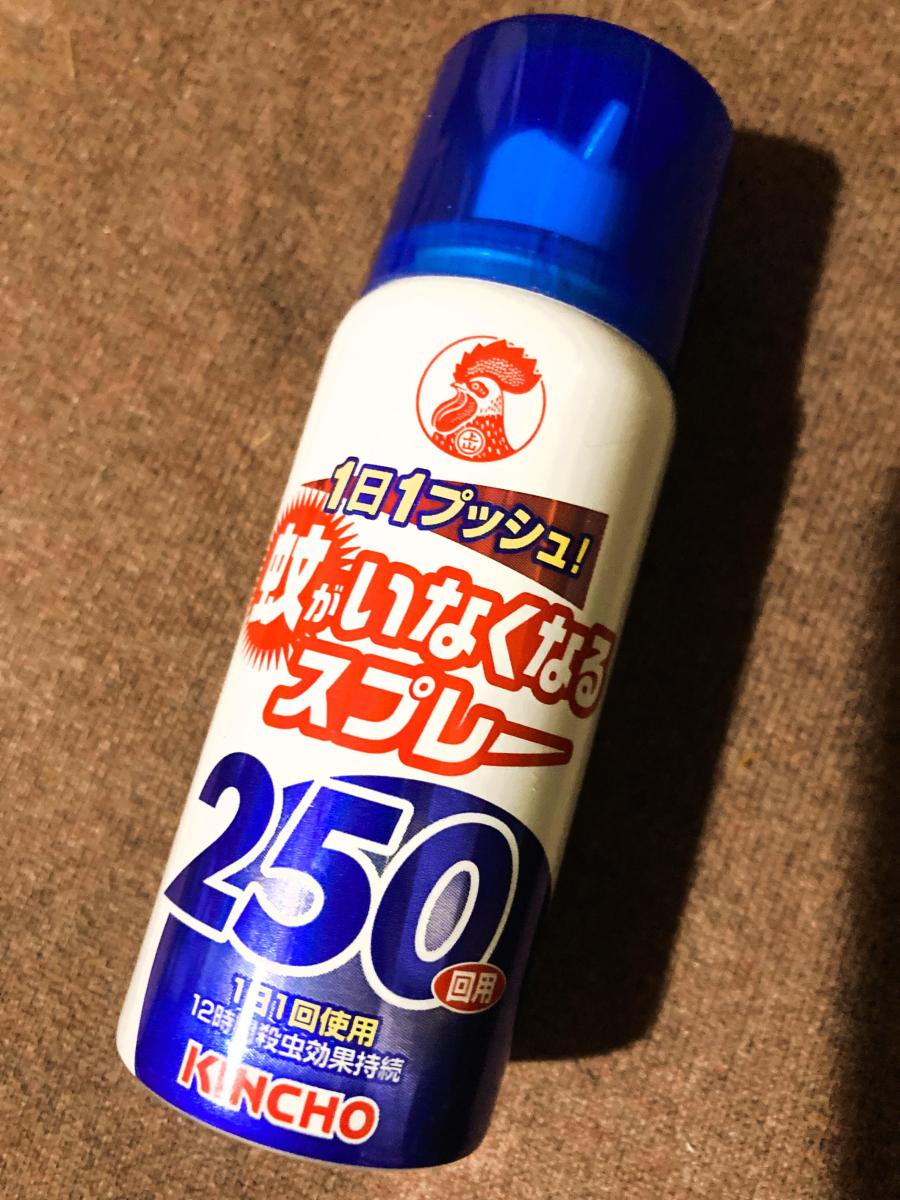 1日1プッシュ!
蚊がいなくなる
スプレー
250
回用
1日1回使用
12時間殺虫効果持続
KINCHO